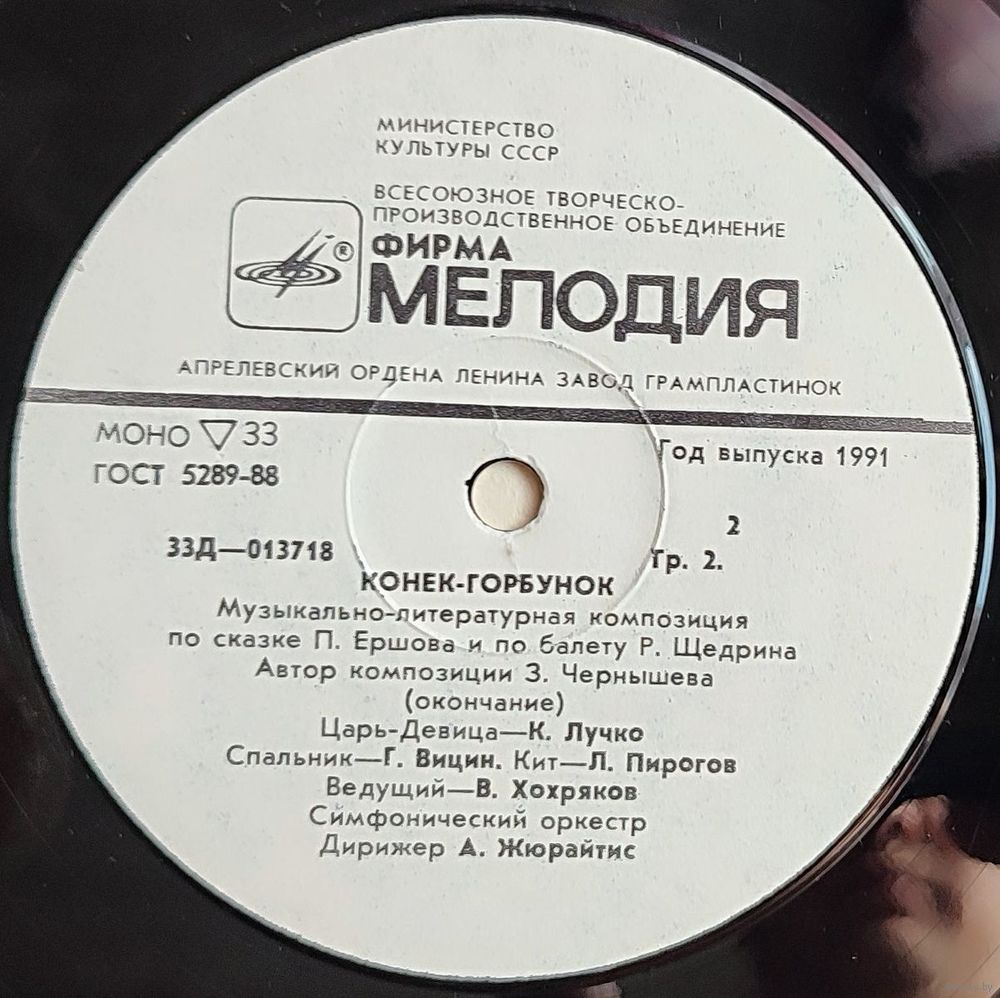 МИНИСТЕРСТВО
КУЛЬТУРЫ СССР
ВСЕСОЮЗНОЕ ТВОРЧЕСКО-
ПРОИЗВОДСТВЕННОЕ ОБЪЕДИНЕНИЕ
®
ФИРМА
МЕЛОДИЯ
АПРЕЛЕВСКИЙ ОРДЕНА ЛЕНИНА ЗАВОД ГРАМПЛАСТИНОК
МОНО ▽ 33
Год выпуска 1991
ГОСТ 5289-88
2
33Д—013718
Гр. 2.
КОНЕК-ГОРБУНОК
Музыкально-литературная композиция
по сказке П. Ершова и по балету Р. Щедрина
Автор композиции З. Чернышева
(окончание)
Царь-Девица—К. Лучко
Спальник—Г. Вицин. Кит—Л. Пирогов
Ведущий—В. Хохряков
Симфонический оркестр
Дирижер А. Жюрайтис